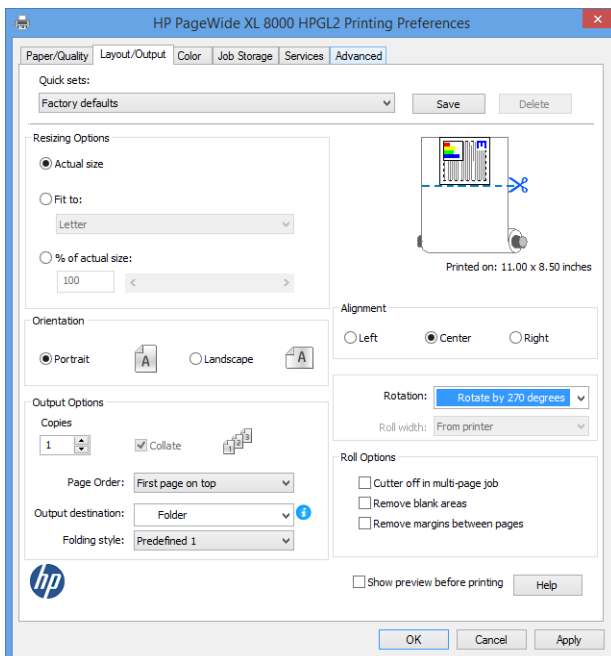 HP PageWide XL 8000 HPGL2 Printing Preferences
Paper/Quality Layout/Output Color Job Storage Services Advanced
Quick sets:
Factory defaults Save Delete
Resizing Options
Actual size
Fit to:
Letter
% of actual size:
100
Printed on: 11.00 x 8.50 inches
Orientation
Portrait A Landscape A
Alignment
Left Center Right
Rotation: Rotate by 270 degrees
Roll width: From printer
Output Options
Copies
1 Collate 1 2 3
Page Order: First page on top
Output destination: Folder i
Folding style: Predefined 1
Roll Options
Cutter off in multi-page job
Remove blank areas
Remove margins between pages
hp
Show preview before printing Help
OK Cancel Apply